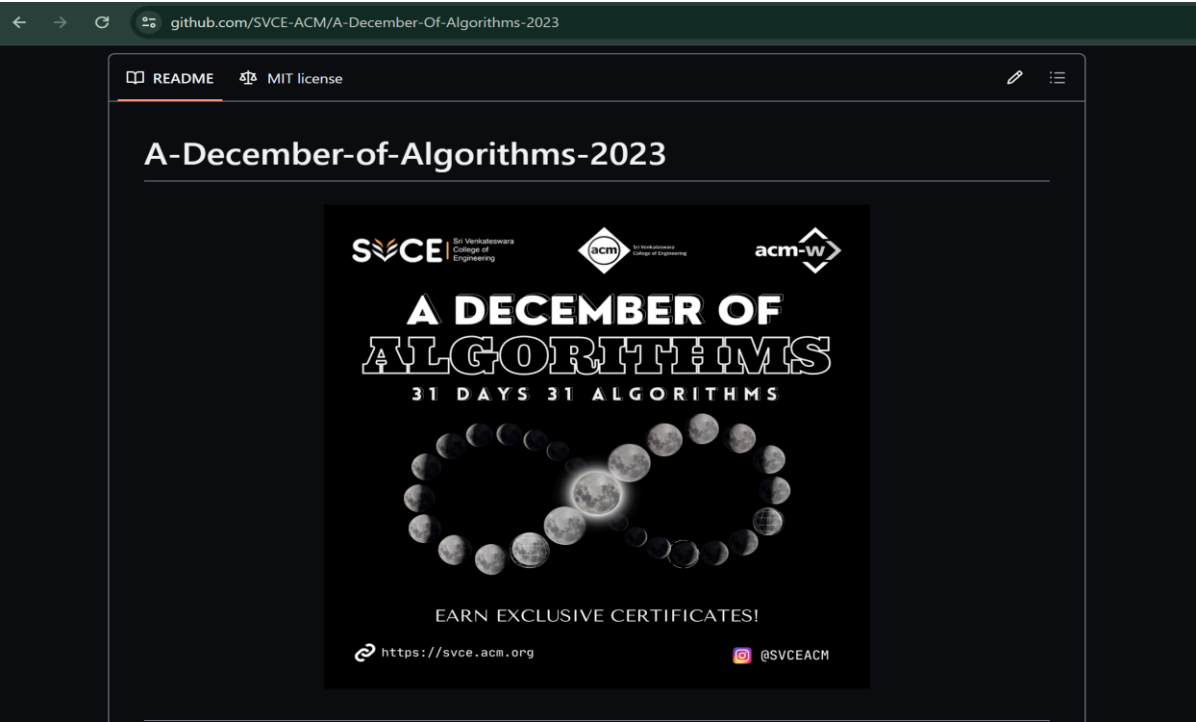 github.com/SVCE-ACM/A-December-Of-Algorithms-2023
README MIT license
A-December-of-Algorithms-2023
SVCE Sri Venkateswara
College of
Engineering
acm Sri Venkateswara
College of Engineering
acm-w
A DECEMBER OF
ALGORITHMS
31 DAYS 31 ALGORITHMS
EARN EXCLUSIVE CERTIFICATES!
https://svce.acm.org @SVCEACM